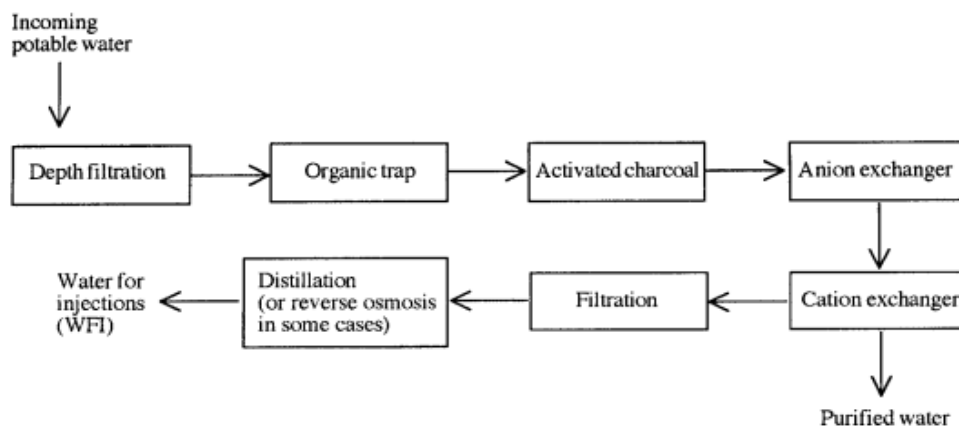 Incoming
potable water
Depth filtration
Organic trap
Activated charcoal
Anion exchanger
Cation exchanger
Filtration
Distillation
(or reverse osmosis
in some cases)
Water for
injections
(WFI)
Purified water